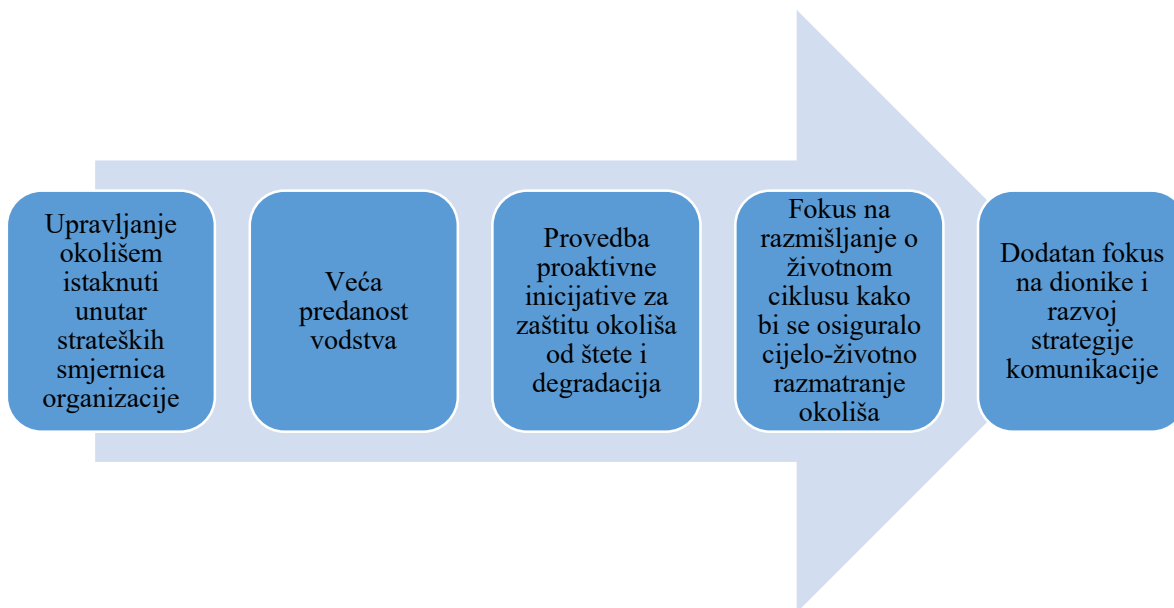 Upravljanje
okolišem
istaknuti
unutar
strateških
smjernica
organizacije
Veća
predanost
vodstva
Provedba
proaktivne
inicijative za
zaštitu okoliša
od štete i
degradacija
Fokus na
razmišljanje o
životnom
ciklusu kako
bi se osiguralo
cijelo-životno
razmatranje
okoliša
Dodatan fokus
na dionike i
razvoj
strategije
komunikacije